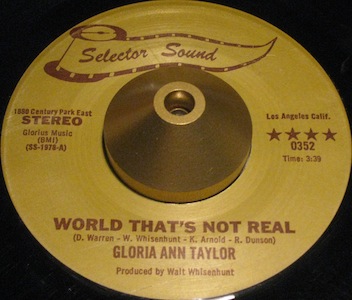 Selector Sound
1880 Century Park East
STEREO
Glorius Music
(BMI)
(SS-1978-A)
Los Angeles Calif.
★★★★
0352
Time: 3:39
WORLD THAT'S NOT REAL
(D. Warren - W. Whisenhunt - K. Arnold - R. Dunson)
GLORIA ANN TAYLOR
Produced by Walt Whisenhunt